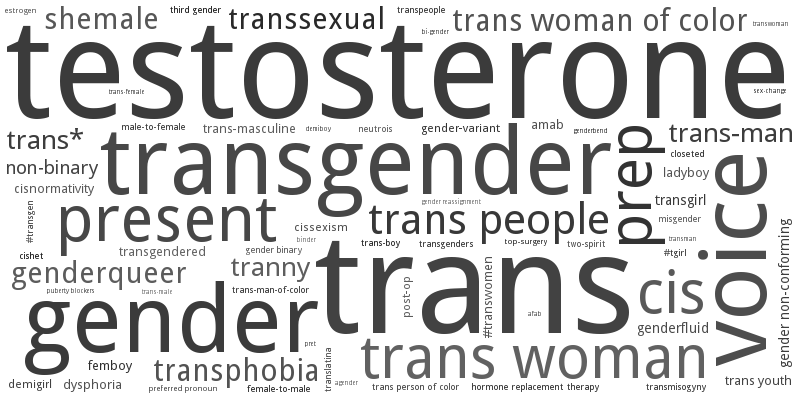 estrogen
shemale
third gender
transsexual
transpeople
bi-gender
trans woman of color
transwoman
testosterone
trans-female
sex-change
trans*
male-to-female
trans-masculine
demiboy
neutrois
gender-variant
amab
genderbend
trans-man
non-binary
transgender
prep
closeted
ladyboy
cisnormativity
gender reassignment
transgirl
voice
#transgen
present
cissexism
trans people
misgender
binder
transman
transgendered
gender binary
trans-boy
transgenders
top-surgery
two-spirit
#tgirl
cishet
genderqueer
tranny
trans
post-op
#transwomen
cis
gender non-conforming
puberty blockers
trans-male
trans-man-of-color
afab
genderfluid
gender
pret
trans woman
femboy
transphobia
translatina
trans youth
demigirl
dysphoria
preferred pronoun
female-to-male
agender
trans person of color
hormone replacement therapy
transmisogyny